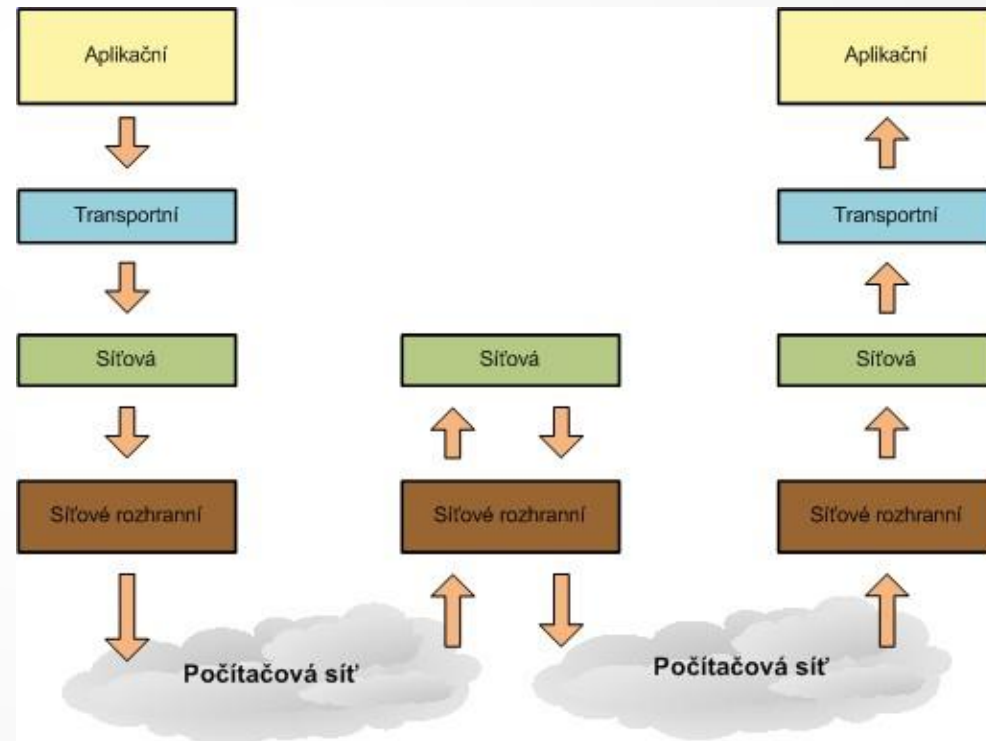 Aplikační
Aplikační
Transportní
Transportní
Síťová
Síťová
Síťová
Síťové rozhranní
Síťové rozhranní
Síťové rozhranní
Počítačová síť
Počítačová síť